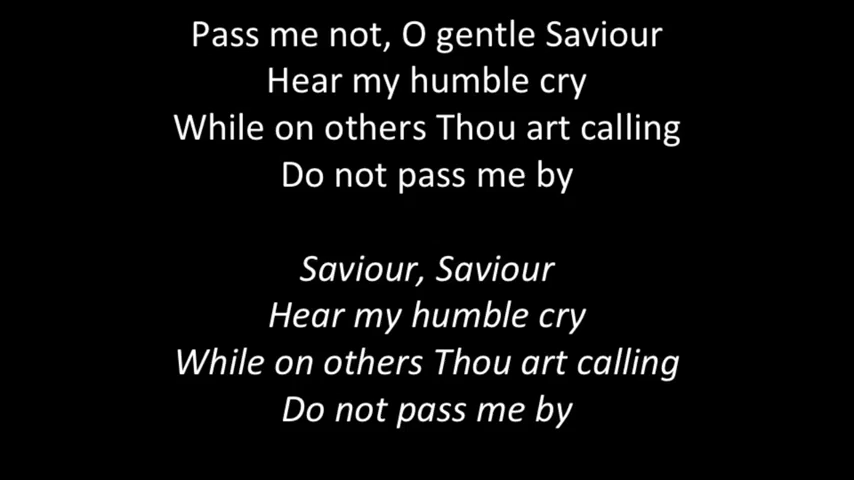 Pass me not, O gentle Saviour
Hear my humble cry
While on others Thou art calling
Do not pass me by
Saviour, Saviour
Hear my humble cry
While on others Thou art calling
Do not pass me by